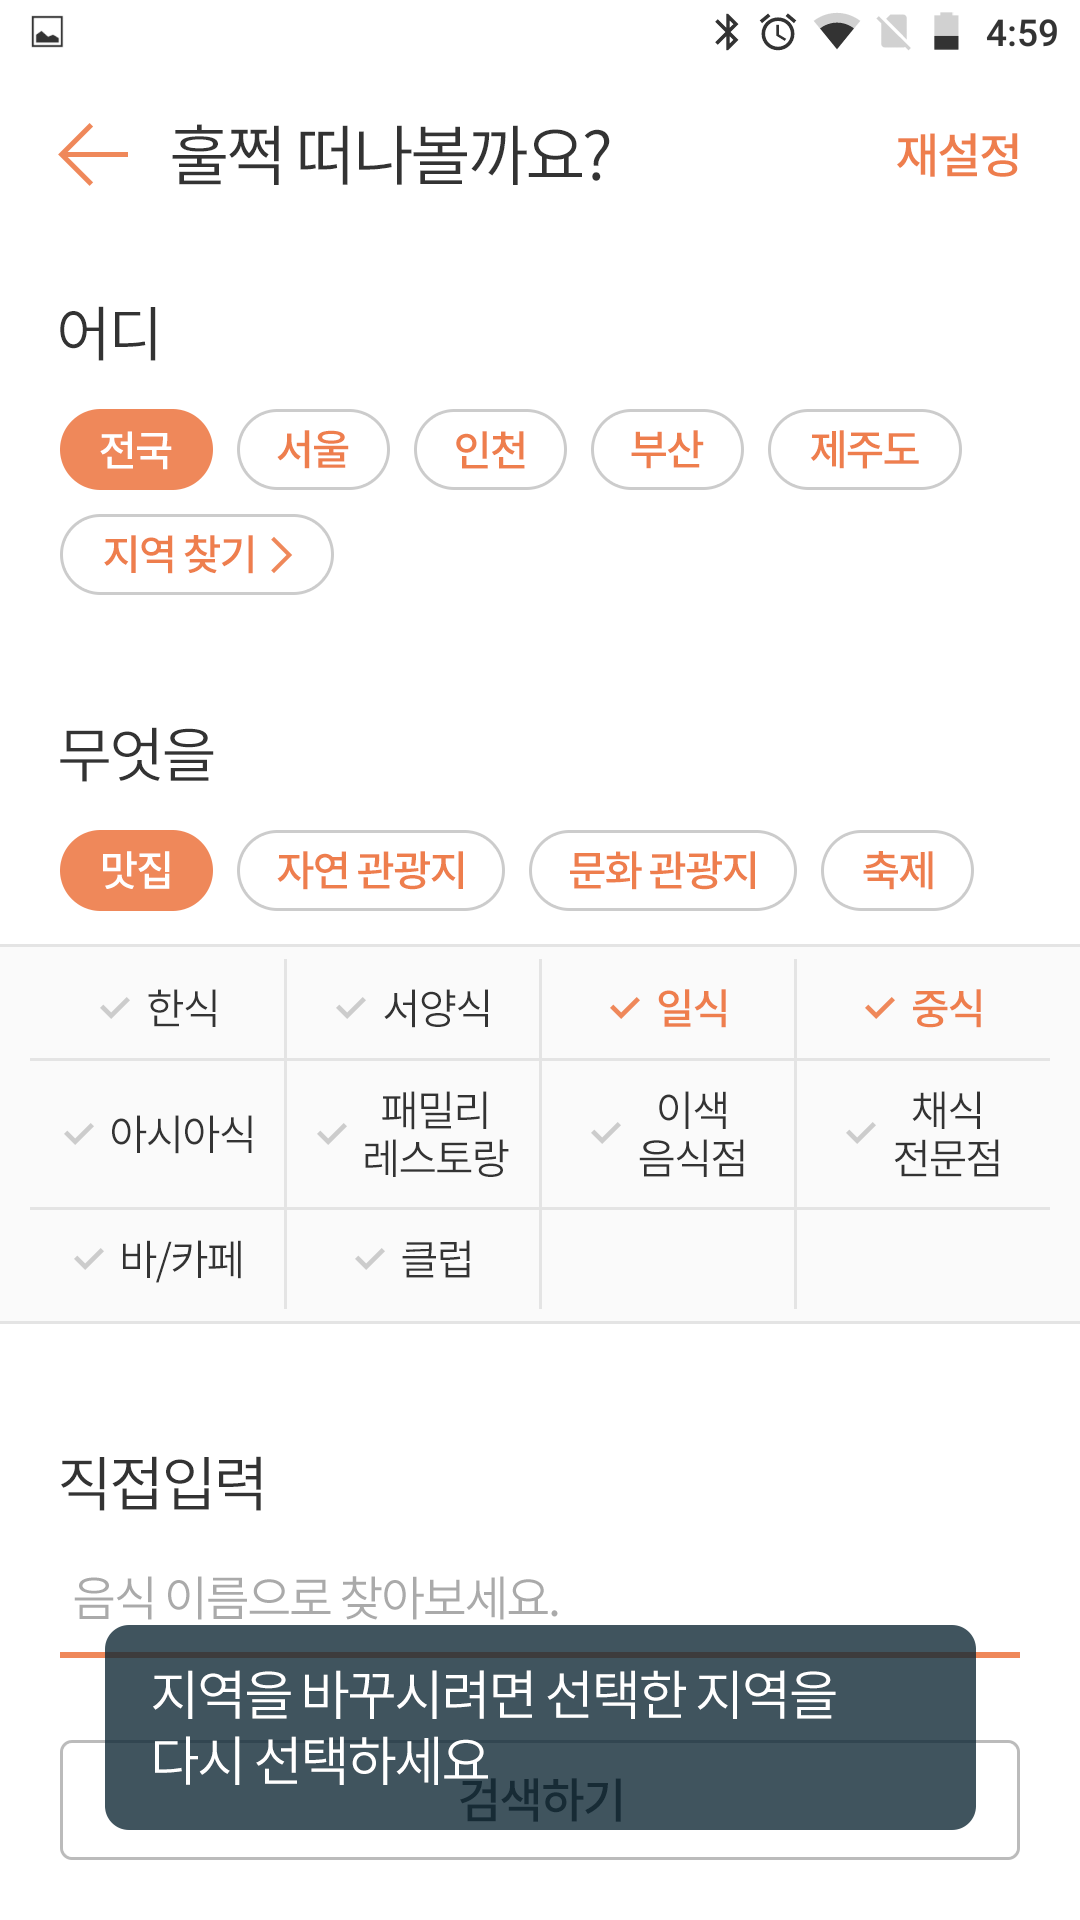 4:59
훌쩍 떠나볼까요?
재설정
어디
전국 서울 인천 부산 제주도
지역 찾기
무엇을
맛집 자연 관광지 문화 관광지 축제
한식 서양식 일식 중식
아시아식
패밀리
레스토랑
이색
음식점
채식
전문점
바/카페 클럽
직접입력
음식 이름으로 찾아보세요.
지역을 바꾸시려면 선택한 지역을
다시 선택하세요
검색하기